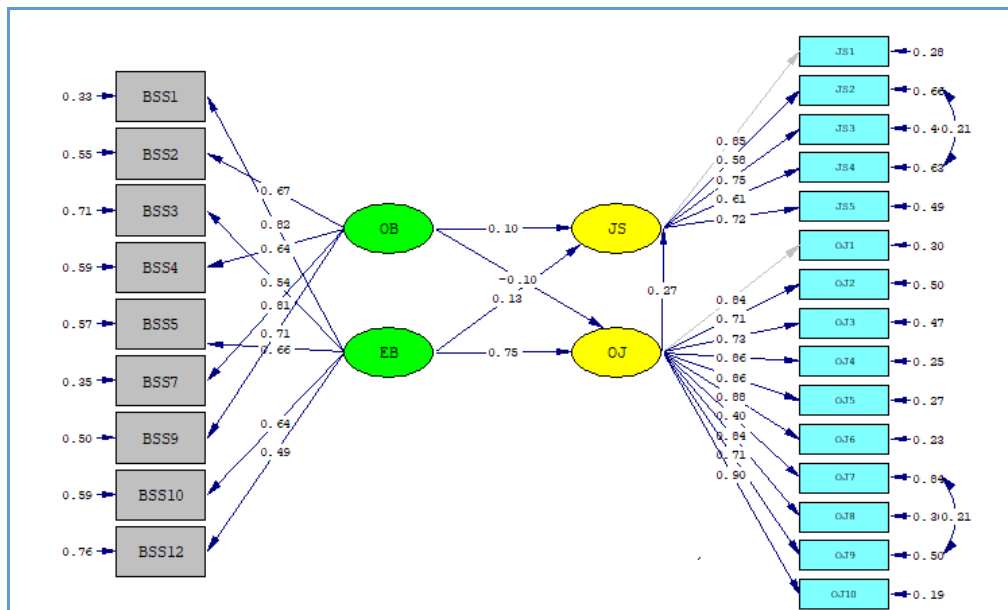 0.33 BSS1
0.55 BSS2
0.71 BSS3
0.59 BSS4
0.57 BSS5
0.35 BSS7
0.50 BSS9
0.59 BSS10
0.76 BSS12
0.67
0.82
0.64
0.54
0.81
0.71
0.66
0.64
0.49
OB
EB
0.10
-0.10
0.13
0.75
JS
0.27
OJ
0.85
0.58
0.75
0.61
0.72
0.84
0.71
0.73
0.86
0.86
0.88
0.40
0.84
0.71
0.90
JS1 0.28
JS2 0.66
JS3 0.21
JS4 0.63
JS5 0.49
OJ1 0.30
OJ2 0.50
OJ3 0.47
OJ4 0.25
OJ5 0.27
OJ6 0.23
OJ7 0.84
OJ8 0.21
OJ9 0.50
OJ10 0.19